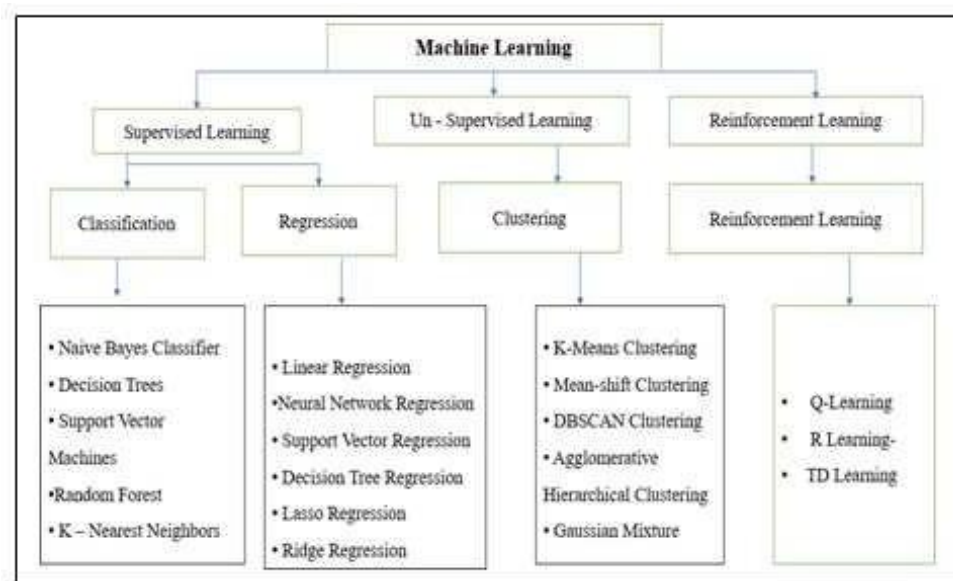 Machine Learning
Supervised Learning
Un - Supervised Learning
Reinforcement Learning
Classification
Regression
Clustering
Reinforcement Learning
• Naive Bayes Classifier
• Decision Trees
• Support Vector
Machines
•Random Forest
• K – Nearest Neighbors
• Linear Regression
•Neural Network Regression
• Support Vector Regression
• Decision Tree Regression
• Lasso Regression
• Ridge Regression
• K-Means Clustering
• Mean-shift Clustering
• DBSCAN Clustering
• Agglomerative
Hierarchical Clustering
• Gaussian Mixture
• Q-Learning
• R Learning-
• TD Learning